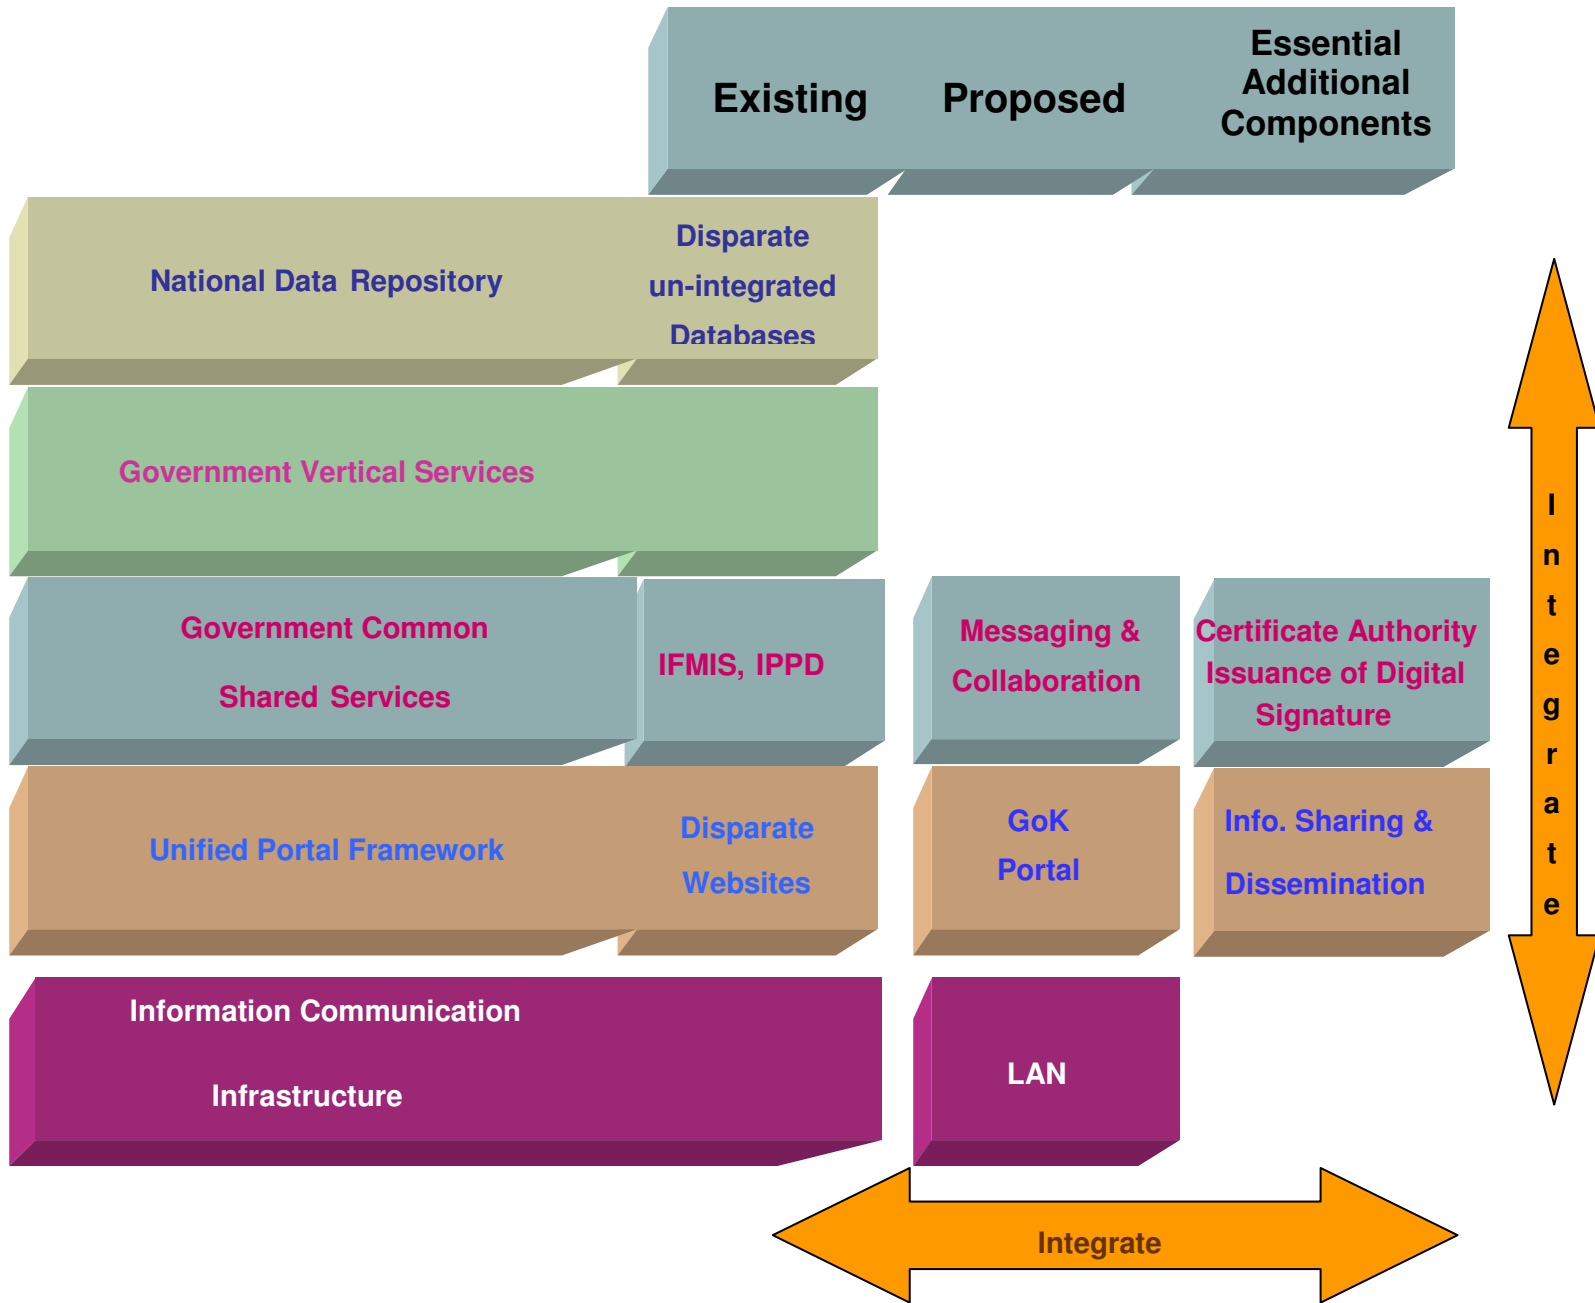 Existing
Proposed
Essential
Additional
Components
National Data Repository
Disparate
un-integrated
Databases
Government Vertical Services
Government Common
Shared Services
IFMIS, IPPD
Messaging &
Collaboration
Certificate Authority
Issuance of Digital
Signature
Unified Portal Framework
Disparate
Websites
GoK
Portal
Info. Sharing &
Dissemination
Information Communication
Infrastructure
LAN
Integrate
Integrate